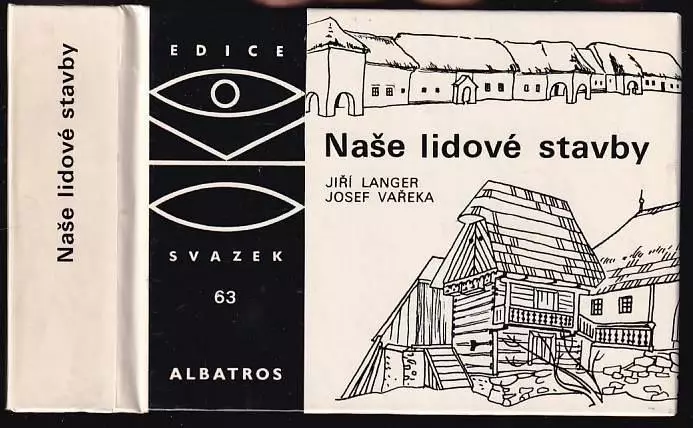 Naše lidové stavby
EDICE
SVAZEK
63
ALBATROS
Naše lidové stavby
JIŘÍ LANGER
JOSEF VAŘEKA